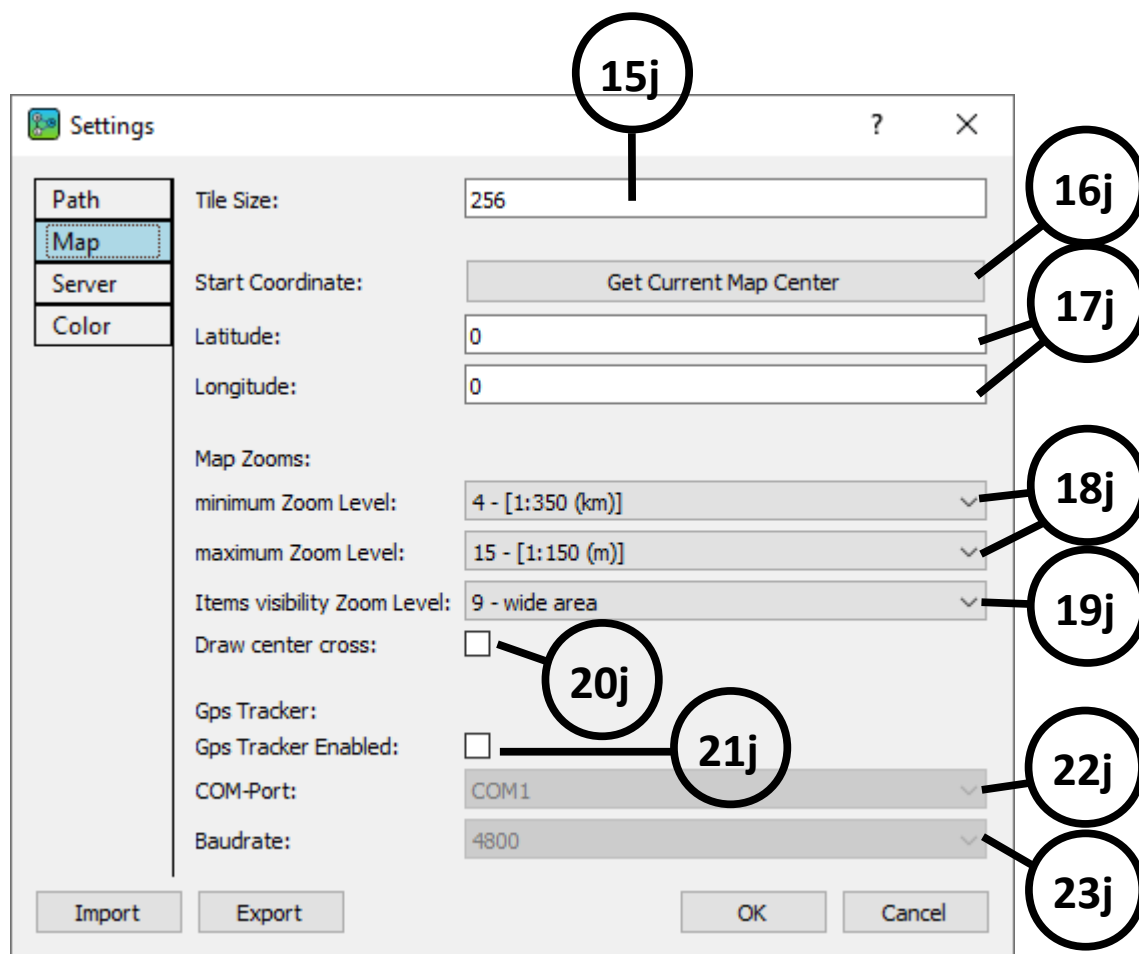 15j
Settings
?
16j
Path
Tile Size:
256
Map
Server
Start Coordinate:
Get Current Map Center
17j
Color
Latitude:
0
Longitude:
0
Map Zooms:
18j
minimum Zoom Level:
4 - [1:350 (km)]
maximum Zoom Level:
15 - [1:150 (m)]
Items visibility Zoom Level:
9 - wide area
19j
Draw center cross:
20j
Gps Tracker:
Gps Tracker Enabled:
21j
22j
COM-Port:
COM1
Baudrate:
4800
23j
Import
Export
OK
Cancel